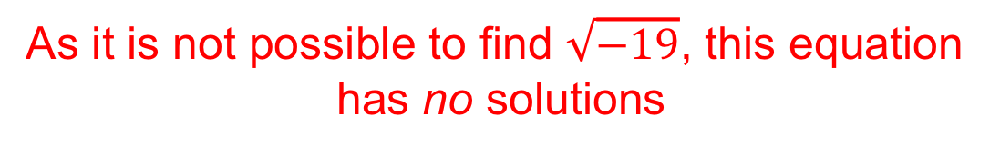 As it is not possible to find √−19, this equation
has no solutions